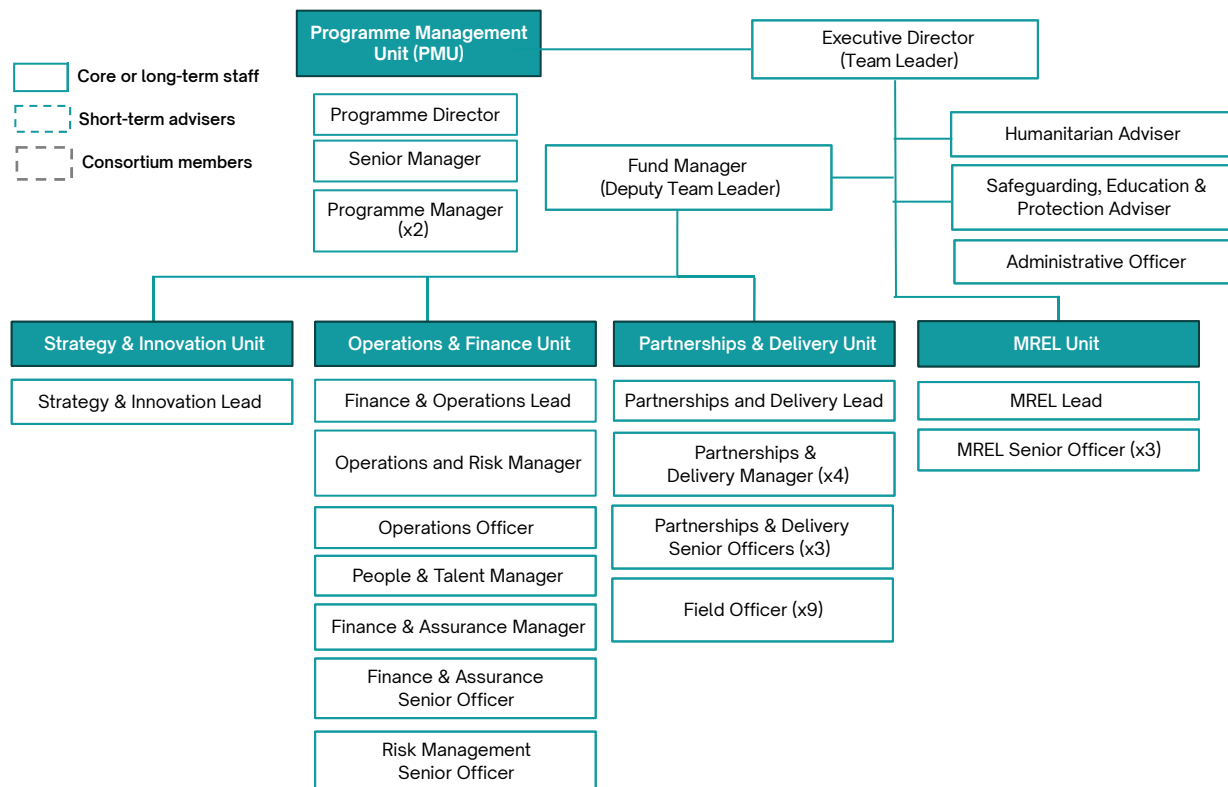 Programme Management
Unit (PMU)
Executive Director
(Team Leader)
Core or long-term staff
Short-term advisers
Consortium members
Programme Director
Senior Manager
Programme Manager
(x2)
Fund Manager
(Deputy Team Leader)
Humanitarian Adviser
Safeguarding, Education &
Protection Adviser
Administrative Officer
Strategy & Innovation Unit
Strategy & Innovation Lead
Operations & Finance Unit
Finance & Operations Lead
Operations and Risk Manager
Operations Officer
People & Talent Manager
Finance & Assurance Manager
Finance & Assurance
Senior Officer
Risk Management
Senior Officer
Partnerships & Delivery Unit
Partnerships and Delivery Lead
Partnerships &
Delivery Manager (x4)
Partnerships & Delivery
Senior Officers (x3)
Field Officer (x9)
MREL Unit
MREL Lead
MREL Senior Officer (x3)